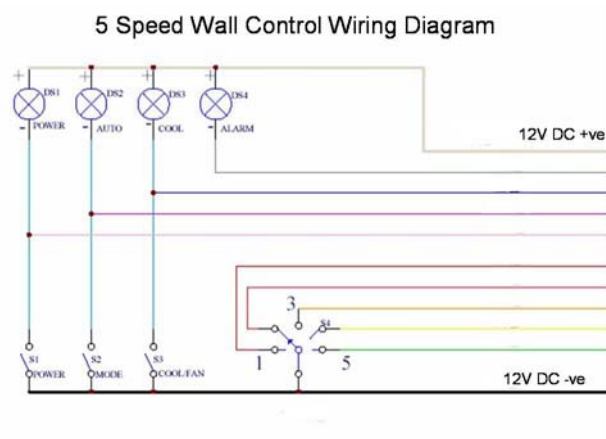 5 Speed Wall Control Wiring Diagram
+ + + +
DS1 DS2 DS3 DS4
- - - -
POWER AUTO COOL ALARM
12V DC +ve
3
S4
1 5
S1 S2 S3
POWER MODE COOL/FAN
12V DC -ve